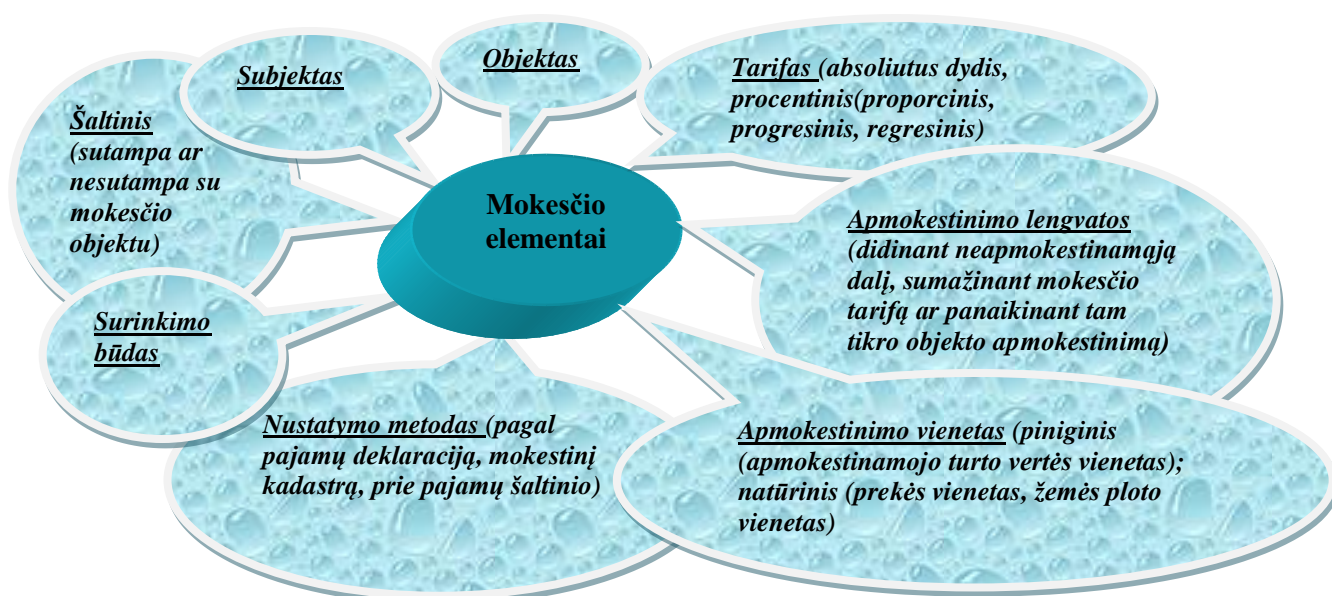 Subjektas
Objektas
Tarifas (absoliutus dydis,
procentinis(proporcinis,
progresinis, regresinis)
Šaltinis
(sutampa ar
nesutampa su
mokesčio
objektu)
Mokesčio
elementai
Apmokestinimo lengvatos
(didinant neapmokestinamąją
dalį, sumažinant mokesčio
tarifą ar panaikinant tam
tikro objekto apmokestinimą)
Surinkimo
būdas
Nustatymo metodas (pagal
pajamų deklaraciją, mokestinį
kadastrą, prie pajamų šaltinio)
Apmokestinimo vienetas (piniginis
(apmokestinamojo turto vertės vienetas);
natūrinis (prekės vienetas, žemės ploto
vienetas)